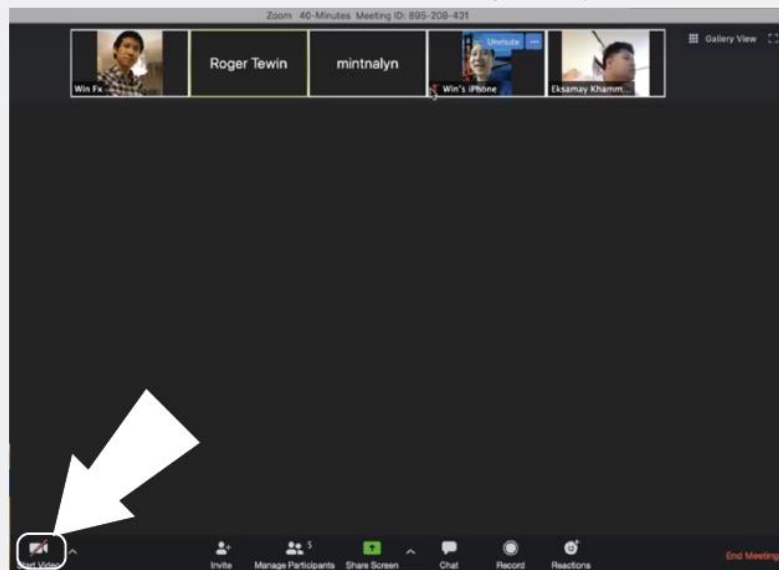 Zoom 40-Minutes Meeting ID: 895-208-431
Unmute ...
Gallery View
Roger Tewin
mintnalyn
Win Fx
Win's iPhone
Eksamay Khamm...
5
Start Video
Invite
Manage Participants
Share Screen
Chat
Record
Reactions
End Meeting